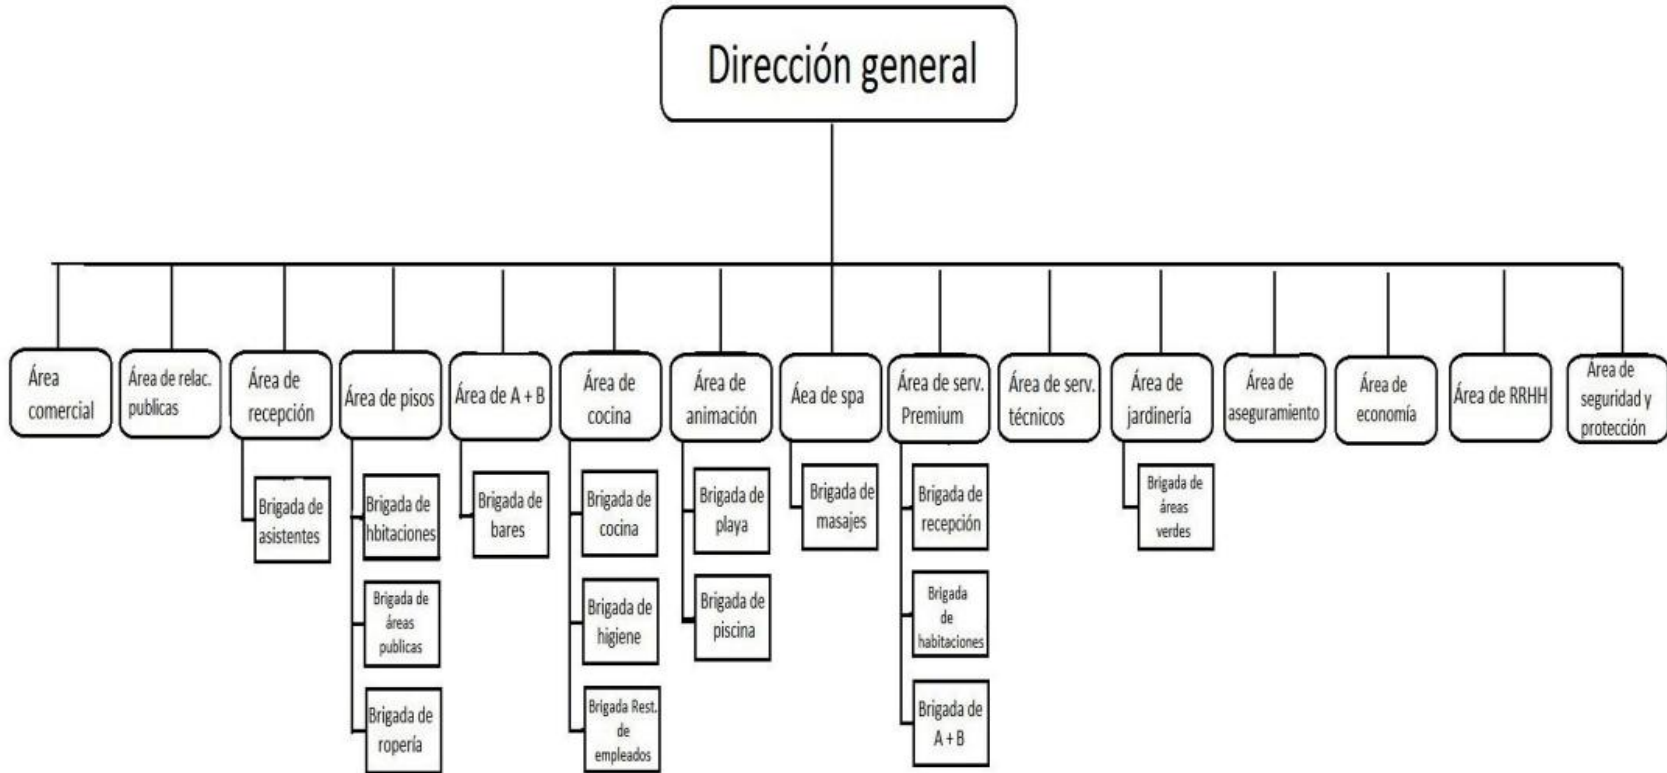 Dirección general
Área
comercial
Área de relac.
publicas
Área de
recepción
Área de pisos
Área de A + B
Área de
cocina
Área de
animación
Áea de spa
Área de serv.
Premium
Área de serv.
técnicos
Área de
jardinería
Área de
aseguramiento
Área de
economía
Área de RRHH
Área de
seguridad y
protección
Brigada de
asistentes
Brigada de
hbitaciones
Brigada de
áreas
publicas
Brigada de
ropería
Brigada de
bares
Brigada de
cocina
Brigada de
higiene
Brigada Rest.
de
empleados
Brigada de
playa
Brigada de
piscina
Brigada de
masajes
Brigada de
recepción
Brigada
de
habitaciones
Brigada de
A + B
Brigada de
áreas
verdes